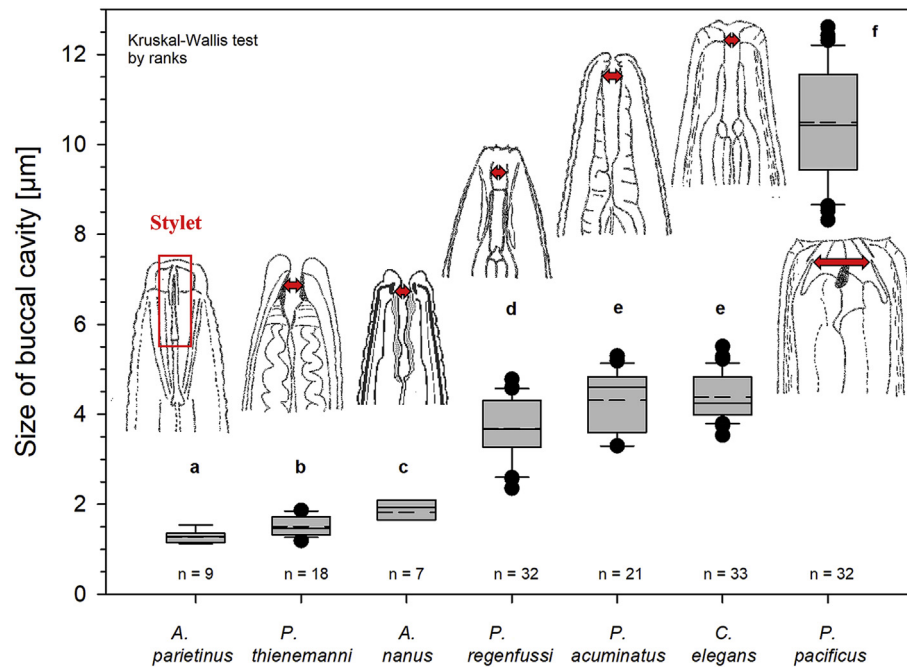 Kruskal-Wallis test
by ranks
Size of buccal cavity [µm]
12
10
8
6
4
2
0
Stylet
a
b
c
d
e
e
f
n = 9
n = 18
n = 7
n = 32
n = 21
n = 33
n = 32
A.
parietinus
P.
thienemanni
A.
nanus
P.
regenfussi
P.
acuminatus
C.
elegans
P.
pacificus